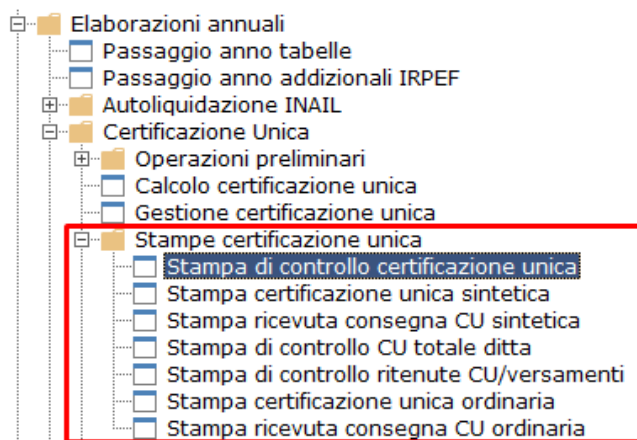 Elaborazioni annuali
Passaggio anno tabelle
Passaggio anno addizionali IRPEF
Autoliquidazione INAIL
Certificazione Unica
Operazioni preliminari
Calcolo certificazione unica
Gestione certificazione unica
Stampe certificazione unica
Stampa di controllo certificazione unica
Stampa certificazione unica sintetica
Stampa ricevuta consegna CU sintetica
Stampa di controllo CU totale ditta
Stampa di controllo ritenute CU/versamenti
Stampa certificazione unica ordinaria
Stampa ricevuta consegna CU ordinaria